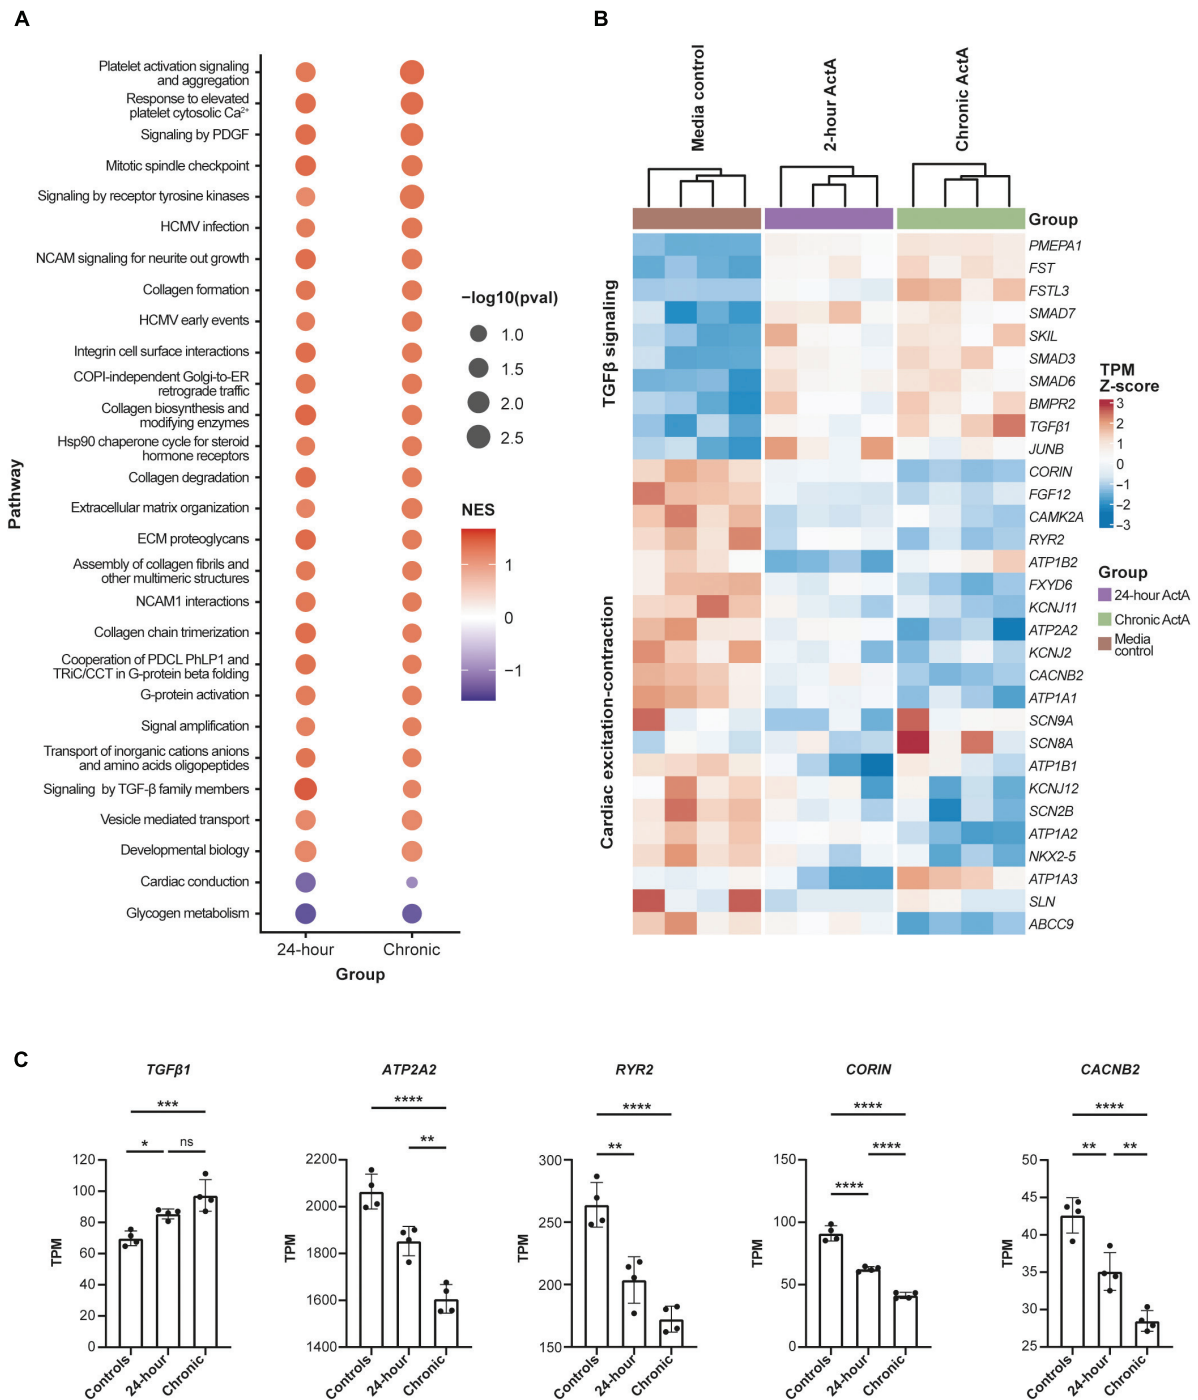 A
Platelet activation signaling
and aggregation
Response to elevated
platelet cytosolic Ca²⁺
Signaling by PDGF
Mitotic spindle checkpoint
Signaling by receptor tyrosine kinases
HCMV infection
NCAM signaling for neurite out growth
Collagen formation
HCMV early events
Integrin cell surface interactions
COPI-independent Golgi-to-ER
retrograde traffic
Collagen biosynthesis and
modifying enzymes
Hsp90 chaperone cycle for steroid
hormone receptors
Collagen degradation
Extracellular matrix organization
ECM proteoglycans
Assembly of collagen fibrils and
other multimeric structures
NCAM1 interactions
Collagen chain trimerization
Cooperation of PDCL PhLP1 and
TRiC/CCT in G-protein beta folding
G-protein activation
Signal amplification
Transport of inorganic cations anions
and amino acids oligopeptides
Signaling by TGF-β family members
Vesicle mediated transport
Developmental biology
Cardiac conduction
Glycogen metabolism
Pathway
24-hour
Chronic
Group
−log10(pval)
1.0
1.5
2.0
2.5
NES
1
0
−1
B
Media control
2-hour ActA
Chronic ActA
Group
TGFβ signaling
Cardiac excitation-contraction
PMEPA1
FST
FSTL3
SMAD7
SKIL
SMAD3
SMAD6
BMPR2
TGFβ1
JUNB
CORIN
FGF12
CAMK2A
RYR2
ATP1B2
FXYD6
KCNJ11
ATP2A2
KCNJ2
CACNB2
ATP1A1
SCN9A
SCN8A
ATP1B1
KCNJ12
SCN2B
ATP1A2
NKX2-5
ATP1A3
SLN
ABCC9
TPM
Z-score
3
2
1
0
−1
−2
−3
Group
24-hour ActA
Chronic ActA
Media
control
C
TGFβ1
***
*
ns
TPM
120
100
80
60
40
20
0
Controls
24-hour
Chronic
ATP2A2
****
**
TPM
2200
2000
1800
1600
1400
Controls
24-hour
Chronic
RYR2
****
**
TPM
300
250
200
150
Controls
24-hour
Chronic
CORIN
****
****
****
TPM
150
100
50
0
Controls
24-hour
Chronic
CACNB2
****
**
**
TPM
50
45
40
35
30
25
Controls
24-hour
Chronic